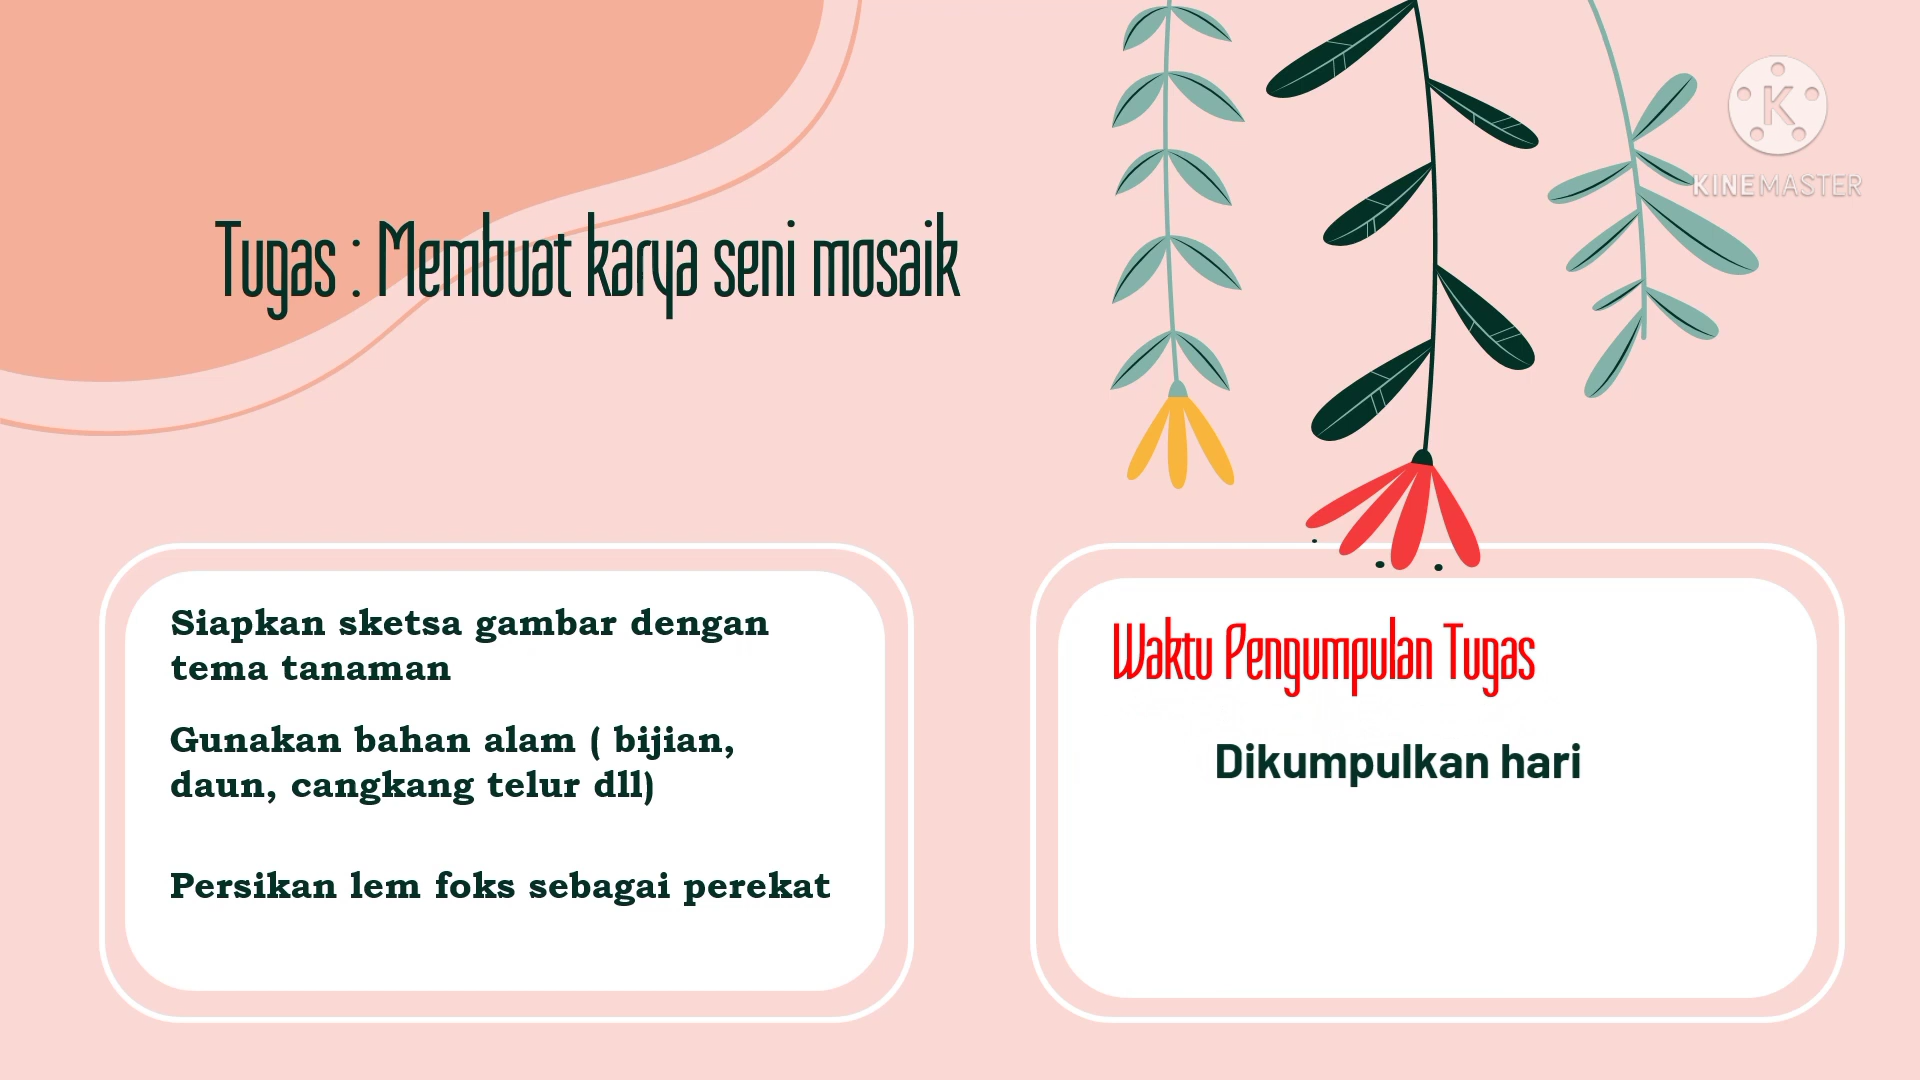 K
KINEMASTER
Tugas : Membuat karya seni mosaik
Siapkan sketsa gambar dengan
tema tanaman
Gunakan bahan alam ( bijian,
daun, cangkang telur dll)
Persikan lem foks sebagai perekat
Waktu Pengumpulan Tugas
Dikumpulkan hari